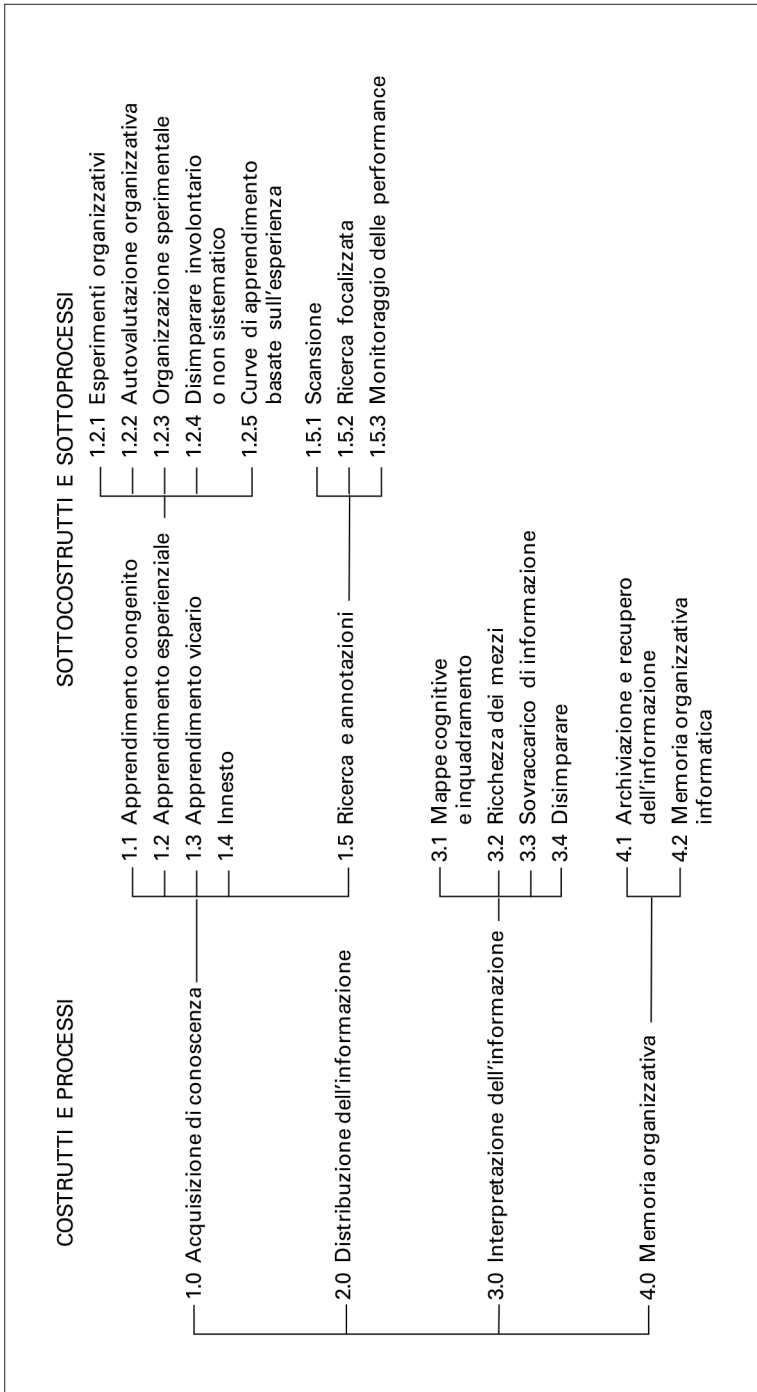 COSTRUTTI E PROCESSI
SOTTOCOSTRUTTI E SOTTOPROCESSI
1.0 Acquisizione di conoscenza
1.1 Apprendimento congenito
1.2 Apprendimento esperienziale
1.2.1 Esperimenti organizzativi
1.2.2 Autovalutazione organizzativa
1.2.3 Organizzazione sperimentale
1.2.4 Disimparare involontario
o non sistematico
1.2.5 Curve di apprendimento
basate sull'esperienza
1.3 Apprendimento vicario
1.4 Innesto
1.5 Ricerca e annotazioni
1.5.1 Scansione
1.5.2 Ricerca focalizzata
1.5.3 Monitoraggio delle performance
2.0 Distribuzione dell'informazione
3.0 Interpretazione dell'informazione
3.1 Mappe cognitive
e inquadramento
3.2 Ricchezza dei mezzi
3.3 Sovraccarico di informazione
3.4 Disimparare
4.0 Memoria organizzativa
4.1 Archiviazione e recupero
dell'informazione
4.2 Memoria organizzativa
informatica